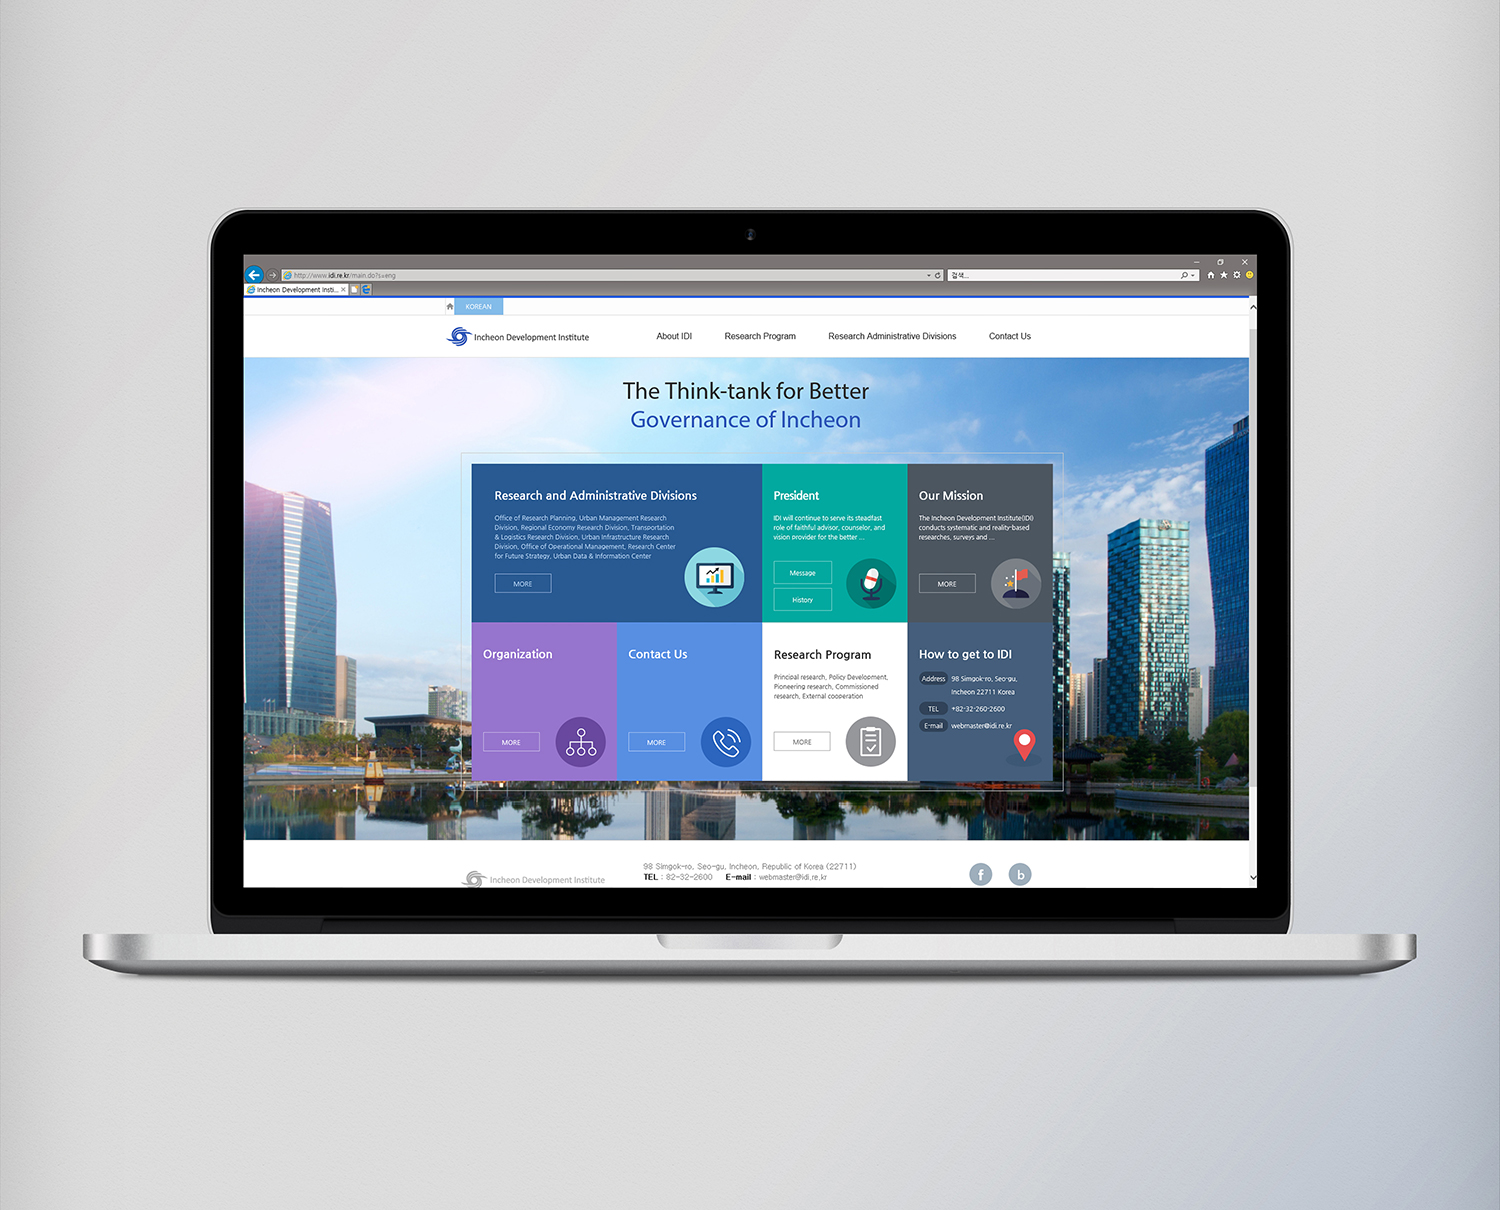 http://www.idi.re.kr/main.do?s=eng
검색...
Incheon Development Insti...
KOREAN
Incheon Development Institute
About IDI
Research Program
Research Administrative Divisions
Contact Us
The Think-tank for Better
Governance of Incheon
Research and Administrative Divisions
Office of Research Planning, Urban Management Research
Division, Regional Economy Research Division, Transportation
& Logistics Research Division, Urban Infrastructure Research
Division, Office of Operational Management, Research Center
for Future Strategy, Urban Data & Information Center
MORE
President
IDI will continue to serve its steadfast
role of faithful advisor, counselor, and
vision provider for the better ...
Message
History
Our Mission
The Incheon Development Institute(IDI)
conducts systematic and reality-based
researches, surveys and ...
MORE
Organization
MORE
Contact Us
MORE
Research Program
Principal research, Policy Development,
Pioneering research, Commissioned
research, External cooperation
MORE
How to get to IDI
Address 98 Simgok-ro, Seo-gu,
Incheon 22711 Korea
TEL +82-32-260-2600
E-mail webmaster@idi.re.kr
Incheon Development Institute
98 Simgok-ro, Seo-gu, Incheon, Republic of Korea (22711)
TEL : 82-32-2600 E-mail : webmaster@idi.re.kr
f
b